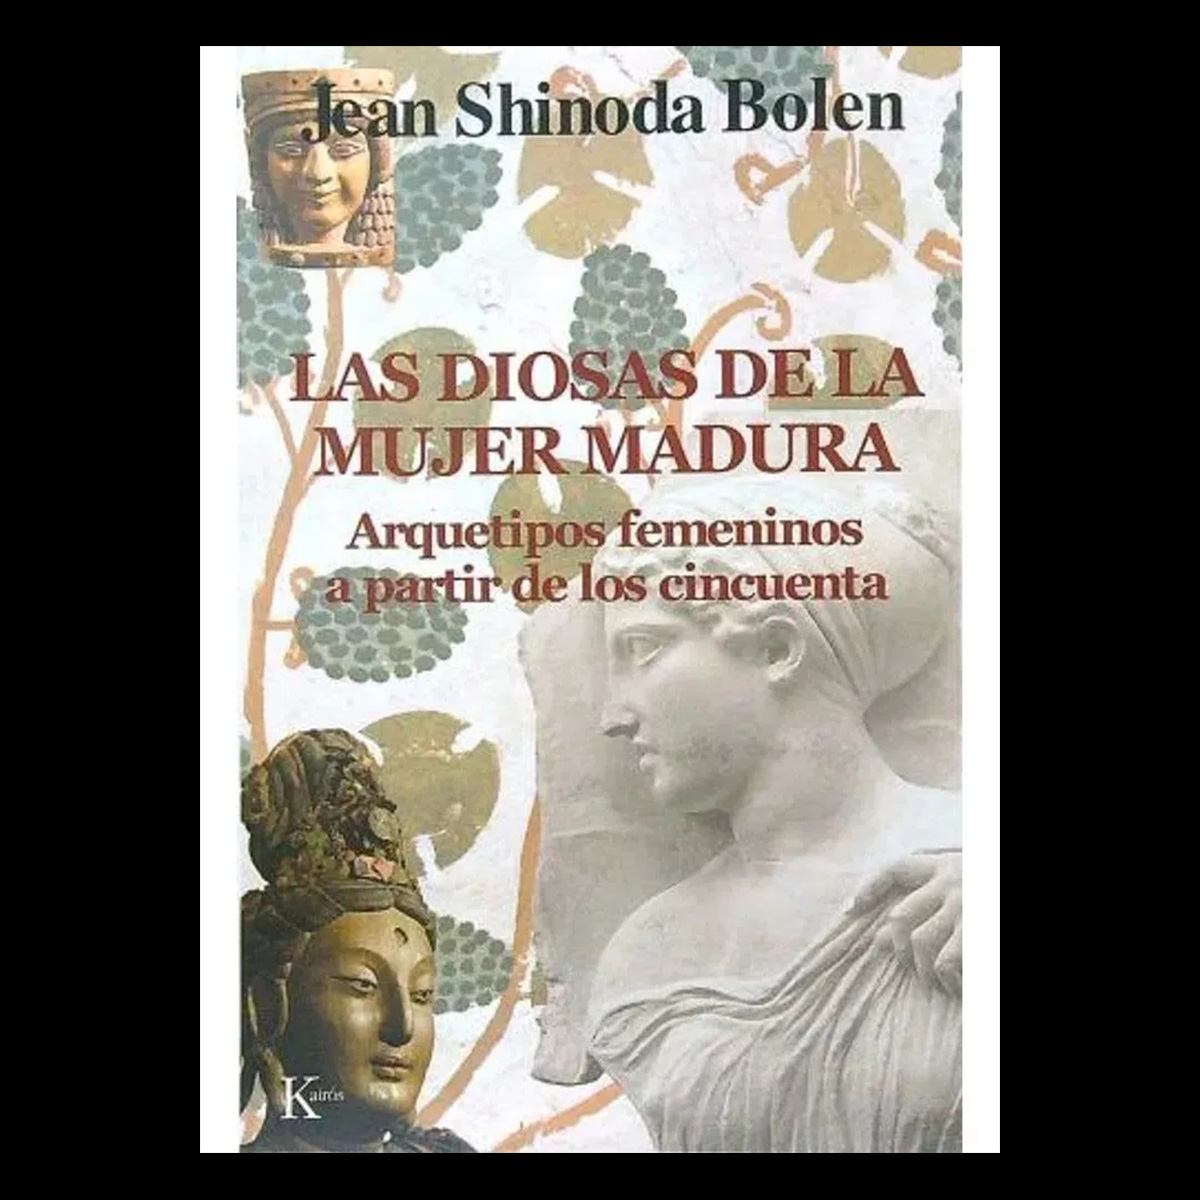 Jean Shinoda Bolen
LAS DIOSAS DE LA
MUJER MADURA
Arquetipos femeninos
a partir de los cincuenta
Kairós